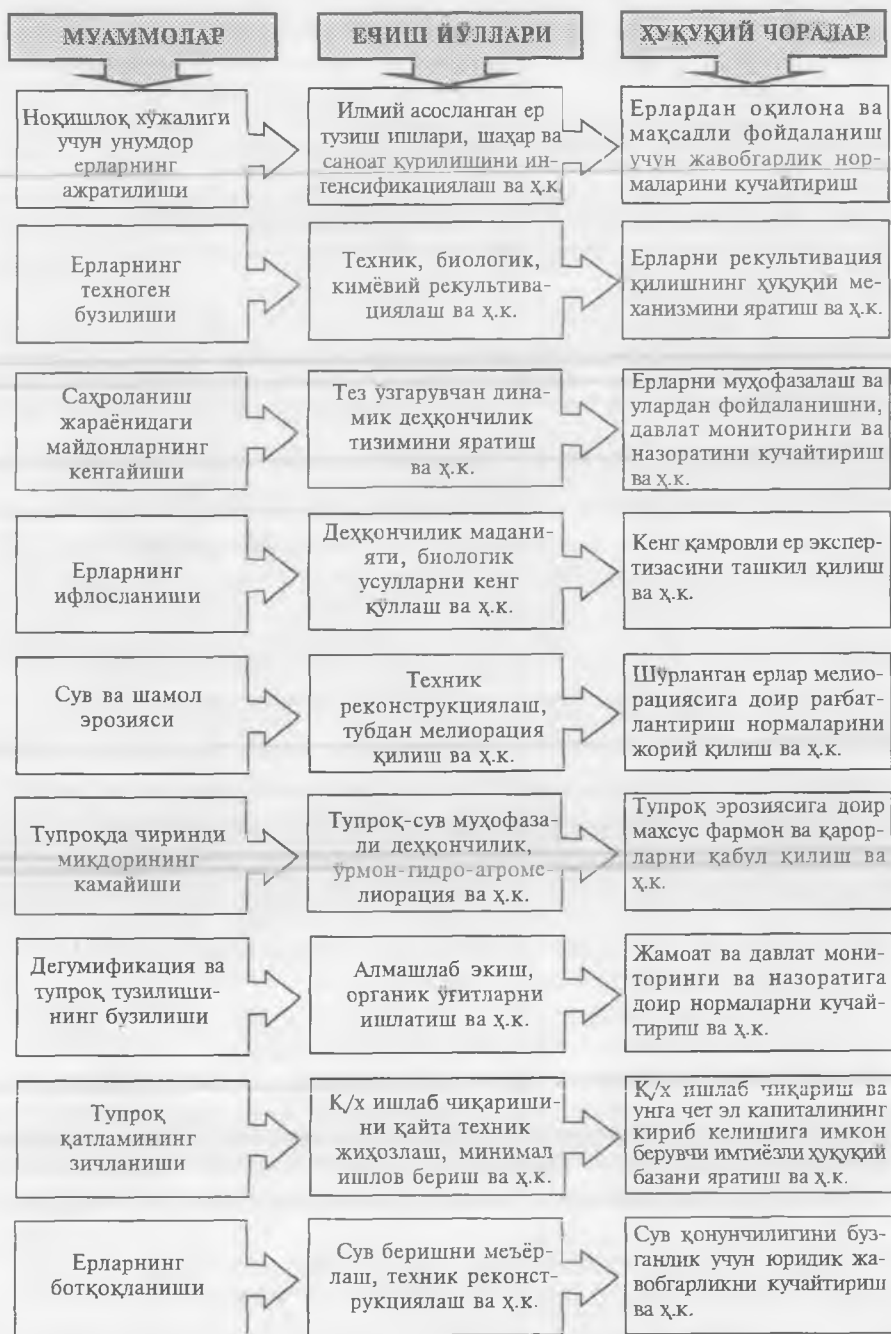 МУАММОЛАР
ЕЧИШ ЙЎЛЛАРИ
ҲУҚУҚИЙ ЧОРАЛАР
Ноқишлоқ хўжалиги
учун унумдор
ерларнинг
ажратилиши
Илмий асосланган ер
тузиш ишлари, шаҳар ва
саноат қурилишини ин-
тенсификациялаш ва ҳ.к.
Ерлардан оқилона ва
мақсадли фойдаланиш
учун жавобгарлик нор-
маларини кучайтириш
Ерларнинг
техноген
бузилиши
Техник, биологик,
кимёвий рекультива-
циялаш ва ҳ.к.
Ерларни рекультивация
қилишнинг ҳуқуқий ме-
ханизмини яратиш ва ҳ.к.
Саҳроланиш
жараёнидаги
майдонларнинг
кенгайиши
Тез ўзгарувчан дина-
мик деҳқончилик
тизимини яратиш
ва ҳ.к.
Ерларни муҳофазалаш ва
улардан фойдаланишни,
давлат мониторинги ва
назоратини кучайтириш
ва ҳ.к.
Ерларнинг
ифлосланиши
Деҳқончилик мадани-
яти, биологик
усулларни кенг
қўллаш ва ҳ.к.
Кенг қамровли ер экспер-
тизасини ташкил қилиш
ва ҳ.к.
Сув ва шамол
эрозияси
Техник
реконструкциялаш,
тубдан мелиорация
қилиш ва ҳ.к.
Шўрланган ерлар мелио-
рациясига доир рағбат-
лантириш нормаларини
жорий қилиш ва ҳ.к.
Тупроқда чиринди
миқдорининг
камайиши
Тупроқ-сув муҳофаза-
ли деҳқончилик,
ўрмон-гидро-агроме-
лиорация ва ҳ.к.
Тупроқ эрозиясига доир
махсус фармон ва қарор-
ларни қабул қилиш ва
ҳ.к.
Дегумификация ва
тупроқ тузилиши-
нинг бузилиши
Алмашлаб экиш,
органик ўғитларни
ишлатиш ва ҳ.к.
Жамоат ва давлат мони-
торинги ва назоратига
доир нормаларни кучай-
тириш ва ҳ.к.
Тупроқ
қатламининг
зичланиши
Қ/х ишлаб чиқариши-
ни қайта техник
жиҳозлаш, минимал
ишлов бериш ва ҳ.к.
Қ/х ишлаб чиқариш ва
унга чет эл капиталининг
кириб келишига имкон
берувчи имтиёзли ҳуқуқий
базани яратиш ва ҳ.к.
Ерларнинг
ботқоқланиши
Сув беришни меъёр-
лаш, техник реконст-
рукциялаш ва ҳ.к.
Сув қонунчилигини буз-
ганлик учун юридик жа-
вобгарликни кучайтириш
ва ҳ.к.